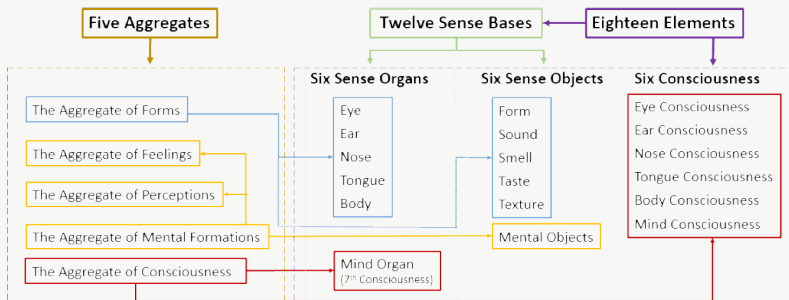 Five Aggregates
Twelve Sense Bases
Eighteen Elements
Six Sense Organs
Six Sense Objects
Six Consciousness
The Aggregate of Forms
The Aggregate of Feelings
The Aggregate of Perceptions
The Aggregate of Mental Formations
The Aggregate of Consciousness
Eye
Ear
Nose
Tongue
Body
Mind Organ
(7th Consciousness)
Form
Sound
Smell
Taste
Texture
Mental Objects
Eye Consciousness
Ear Consciousness
Nose Consciousness
Tongue Consciousness
Body Consciousness
Mind Consciousness